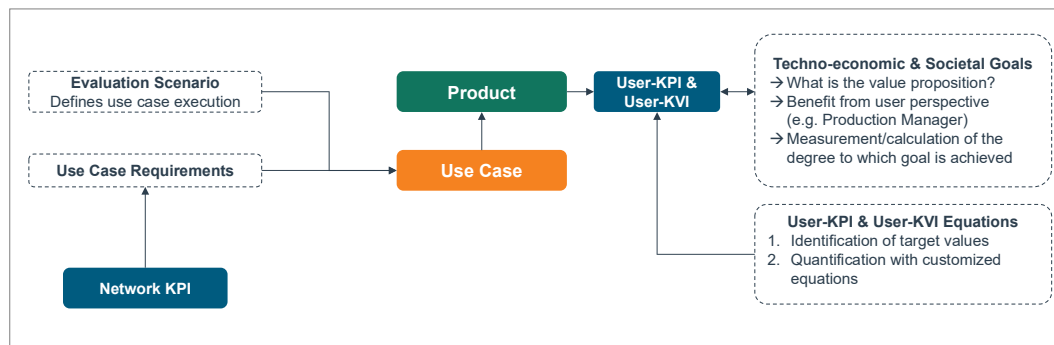 Evaluation Scenario
Defines use case execution
Use Case Requirements
Network KPI
Product
Use Case
User-KPI &
User-KVI
Techno-economic & Societal Goals
→ What is the value proposition?
→ Benefit from user perspective
(e.g. Production Manager)
→ Measurement/calculation of the
degree to which goal is achieved
User-KPI & User-KVI Equations
1. Identification of target values
2. Quantification with customized
equations